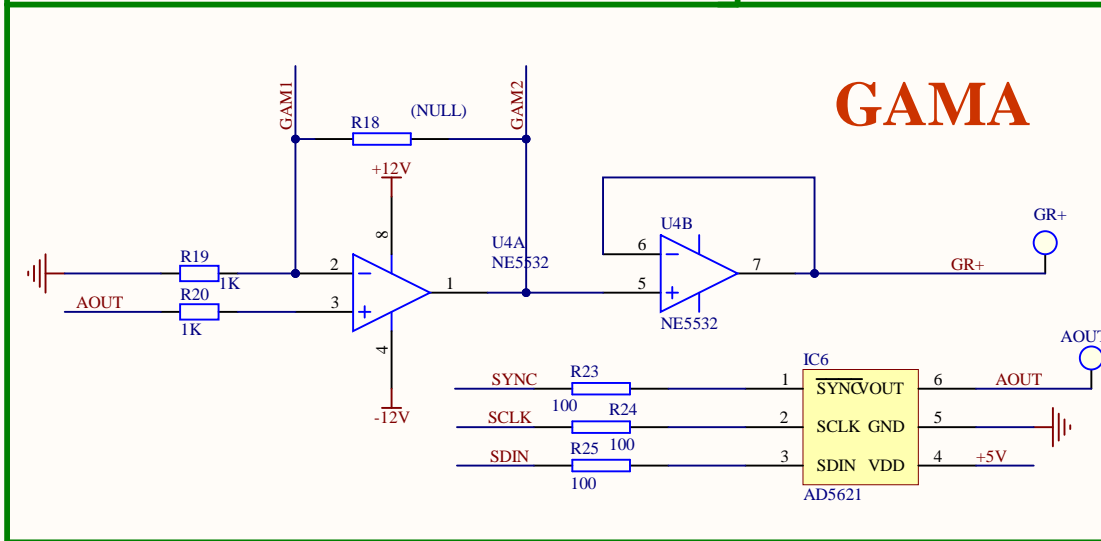 GAMA
GAM1
GAM2
R18
(NULL)
+12V
8
U4A
NE5532
R19
1K
2
AOUT
R20
1K
3
1
4
-12V
U4B
6
5
7
NE5532
GR+
GR+
AOUT
IC6
SYNC
R23
100
1
SYNC
VOUT
6
AOUT
SCLK
R24
100
2
SCLK
GND
5
SDIN
R25
100
3
SDIN
VDD
4
+5V
AD5621